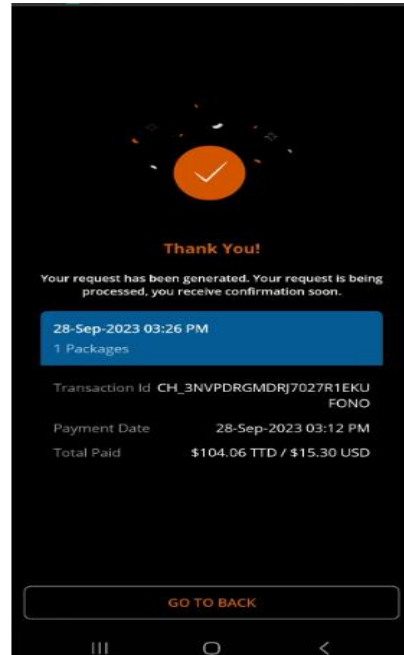 Thank You!
Your request has been generated. Your request is being
processed, you receive confirmation soon.
28-Sep-2023 03:26 PM
1 Packages
Transaction Id CH_3NVPDRGMDRJ7027R1EKU
FONO
Payment Date 28-Sep-2023 03:12 PM
Total Paid $104.06 TTD / $15.30 USD
GO TO BACK